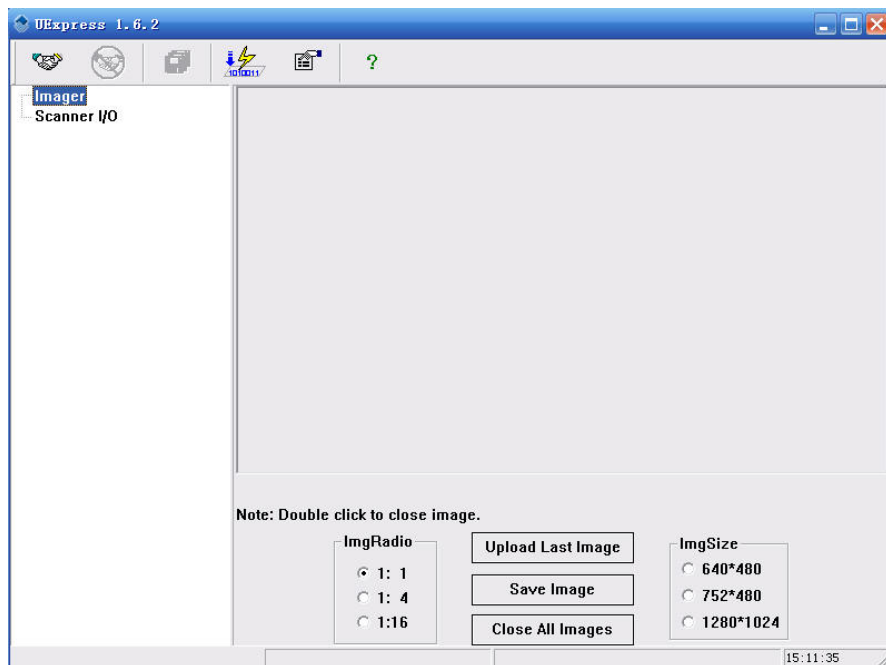 UExpress 1.6.2
1010011
?
Imager
Scanner I/O
Note: Double click to close image.
ImgRadio
1: 1
1: 4
1:16
Upload Last Image
Save Image
Close All Images
ImgSize
640*480
752*480
1280*1024
15:11:35